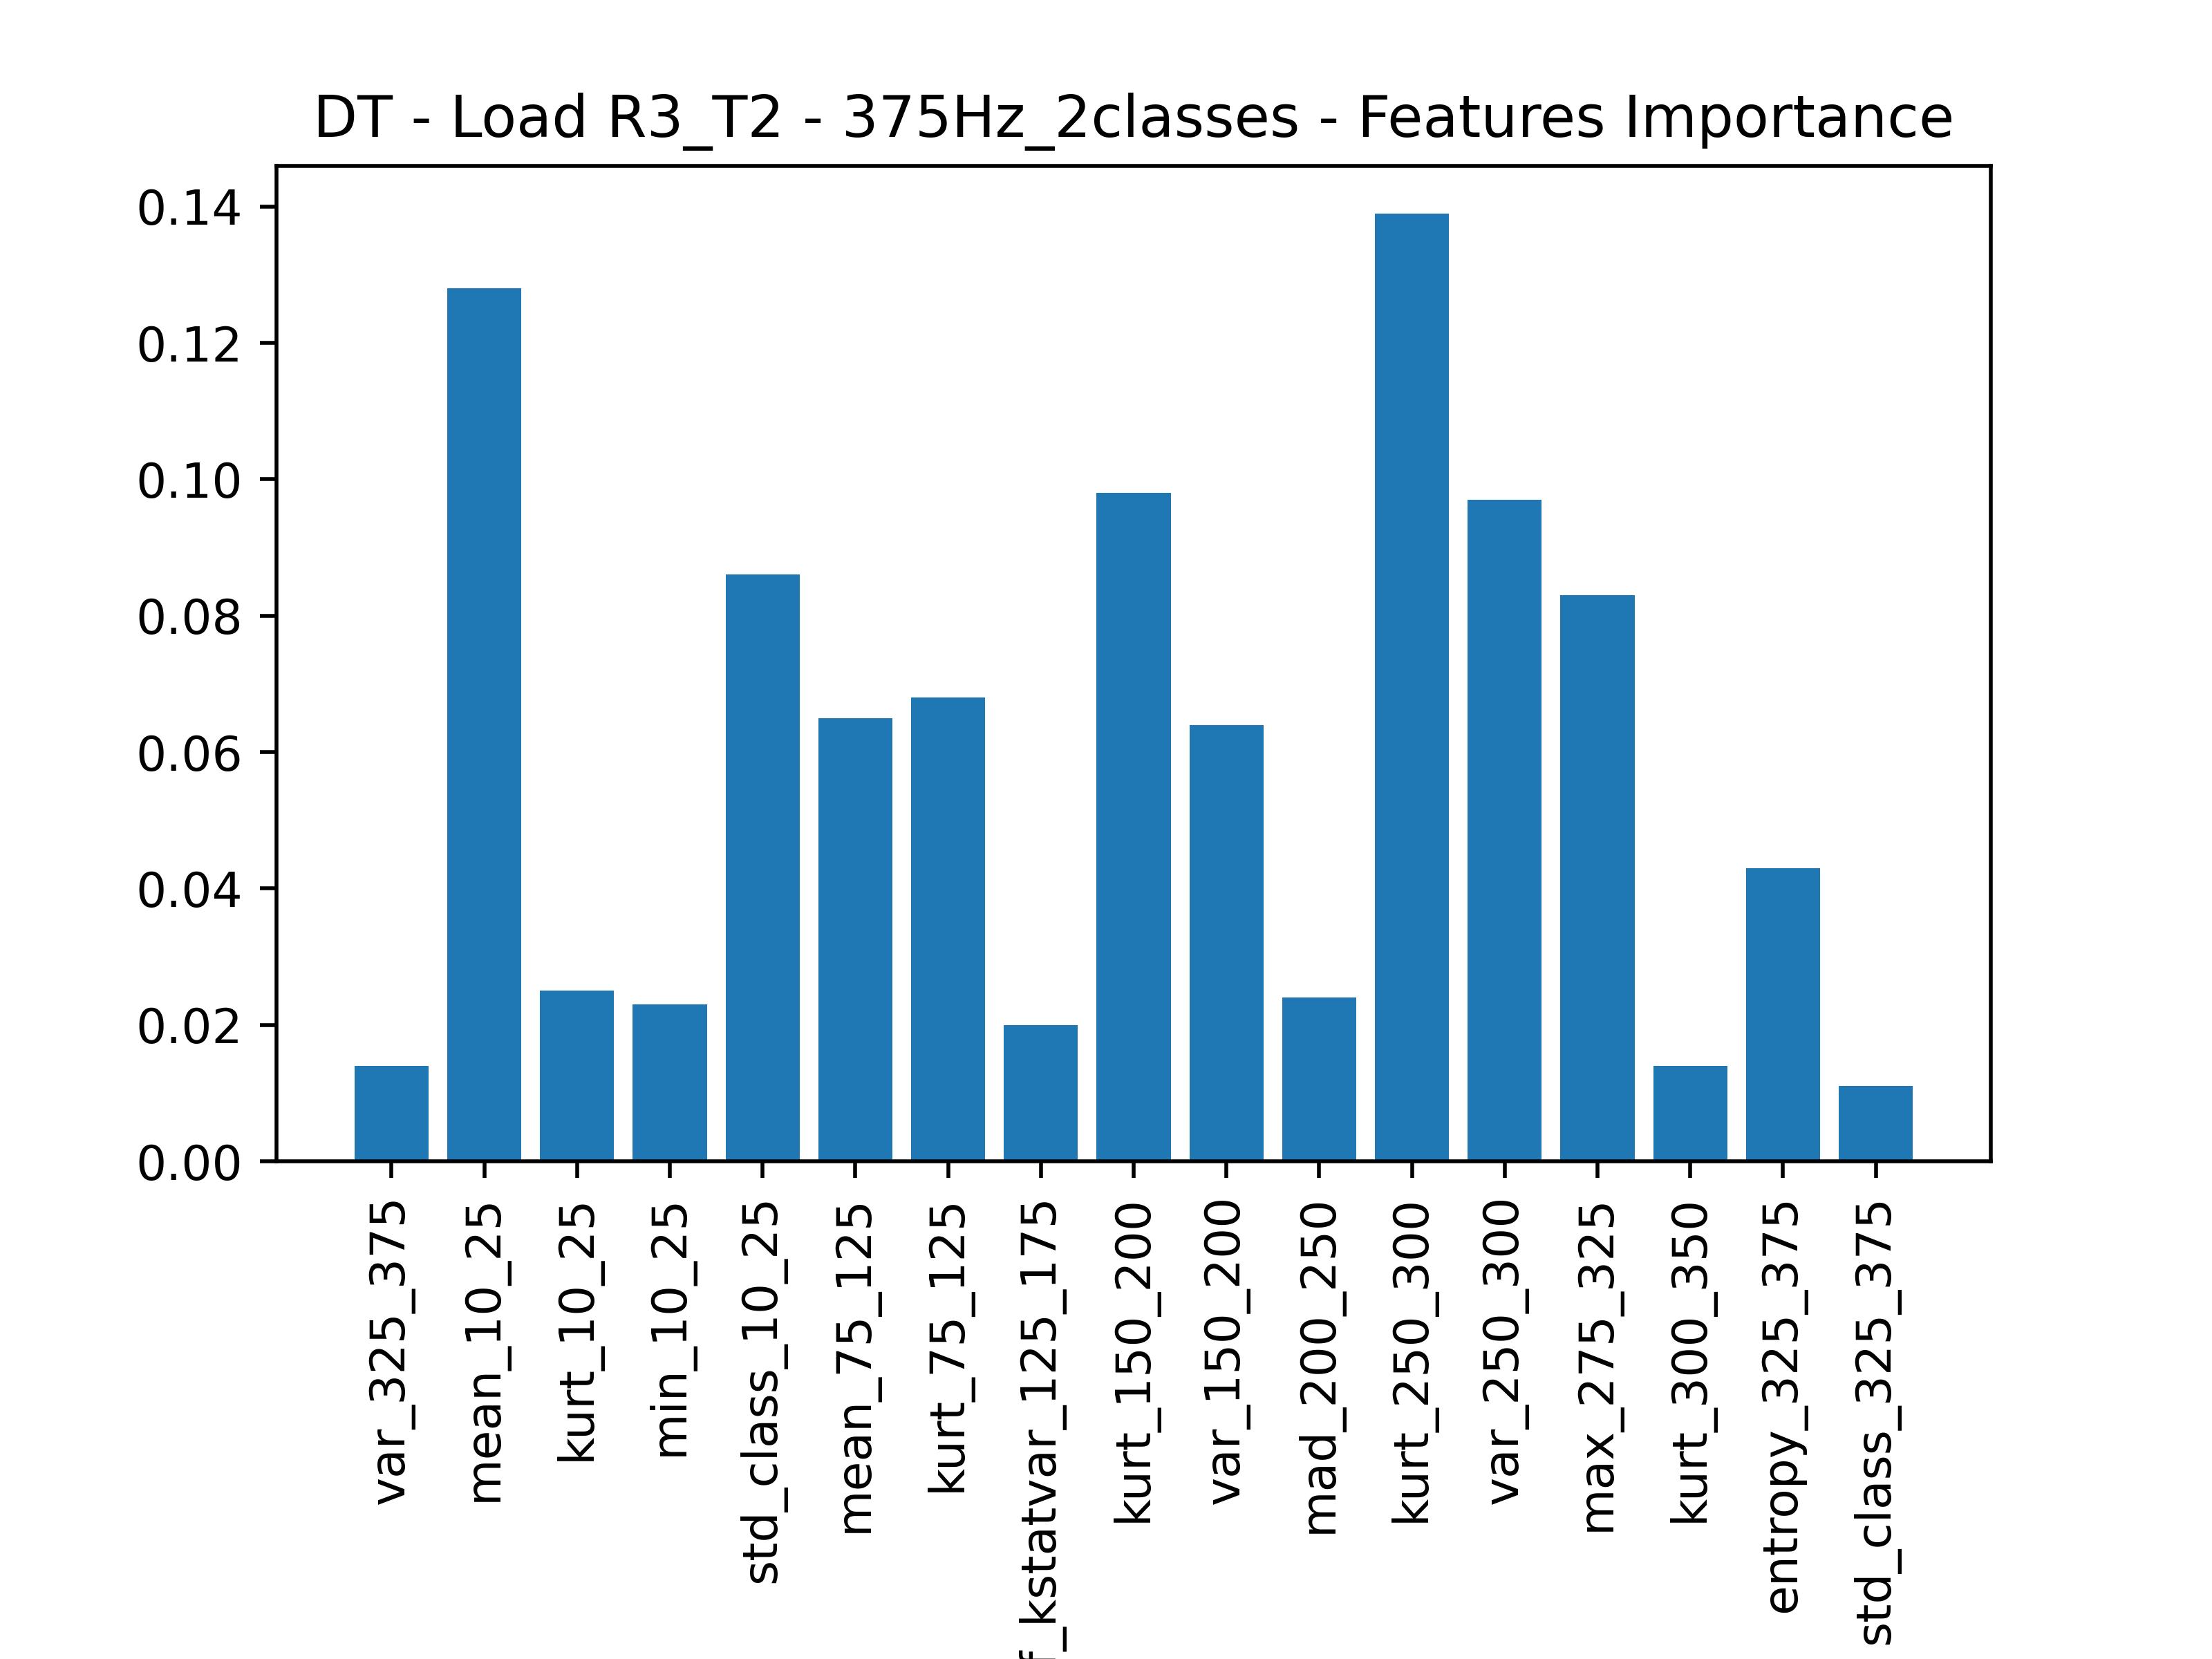 DT - Load R3_T2 - 375Hz_2classes - Features Importance
0.14
0.12
0.10
0.08
0.06
0.04
0.02
0.00
var_325_375
mean_10_25
kurt_10_25
min_10_25
std_class_10_25
mean_75_125
kurt_75_125
f_kstatvar_125_175
kurt_150_200
var_150_200
mad_200_250
kurt_250_300
var_250_300
max_275_325
kurt_300_350
entropy_325_375
std_class_325_375